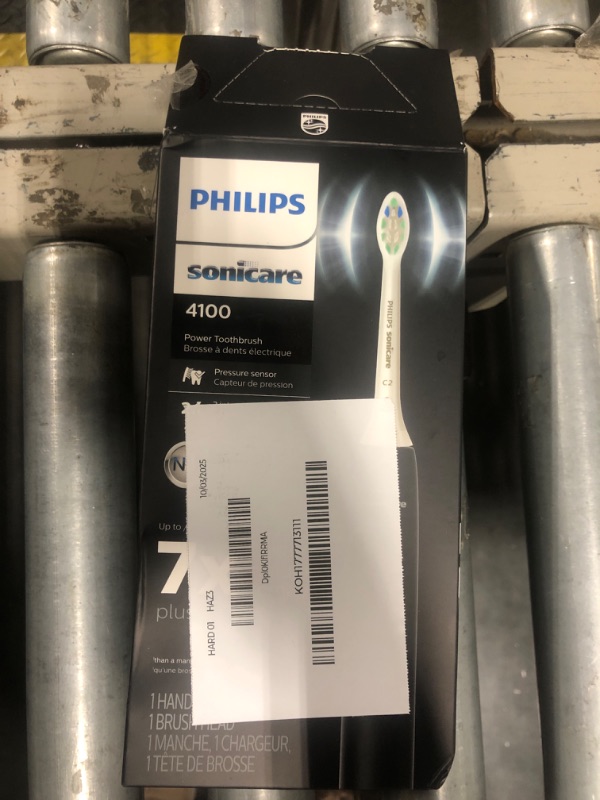 PHILIPS
PHILIPS
sonicare
4100
Power Toothbrush
Brosse à dents électrique
Pressure sensor
Capteur de pression
PHILIPS sonicare
N
Up to
7
plus
10/03/2025
HARD 01 HAZ3
KOH1777713111
1 HAND
1 BRUSH HEAD
1 MANCHE, 1 CHARGEUR,
1 TÊTE DE BROSSE